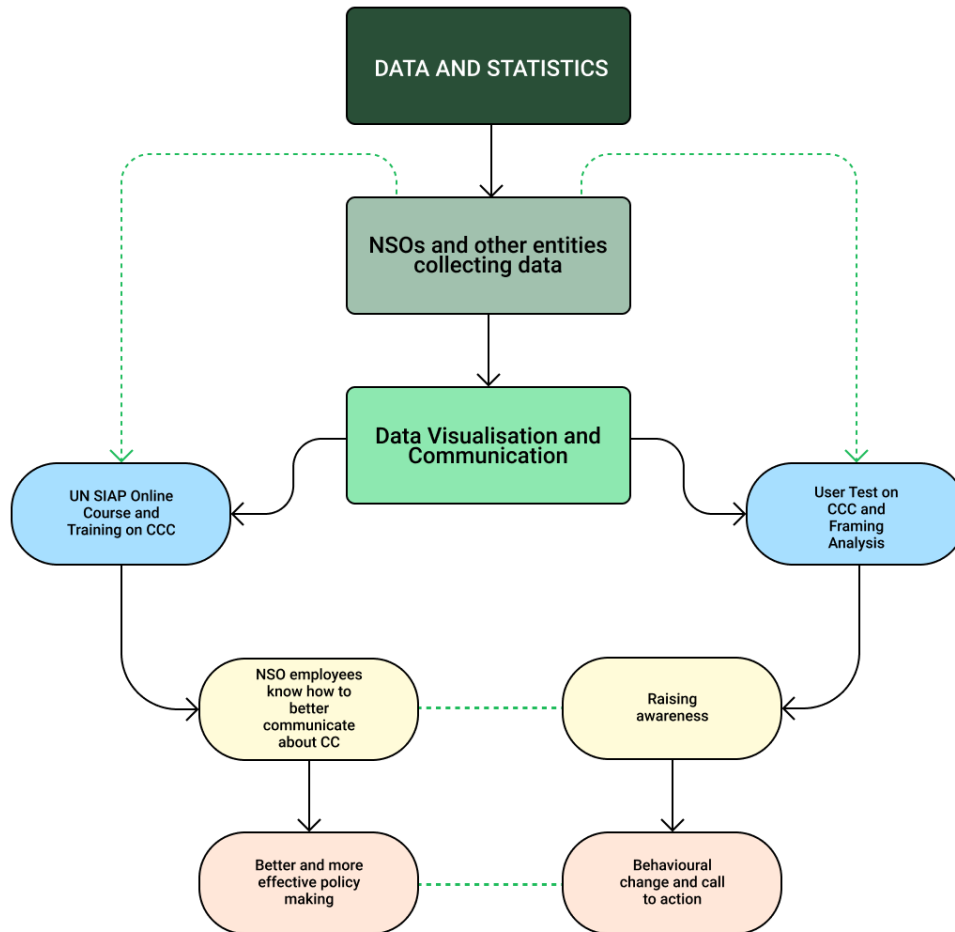 DATA AND STATISTICS
NSOs and other entities
collecting data
Data Visualisation and
Communication
UN SIAP Online
Course and
Training on CCC
User Test on
CCC and
Framing
Analysis
NSO employees
know how to
better
communicate
about CC
Raising
awareness
Better and more
effective policy
making
Behavioural
change and call
to action